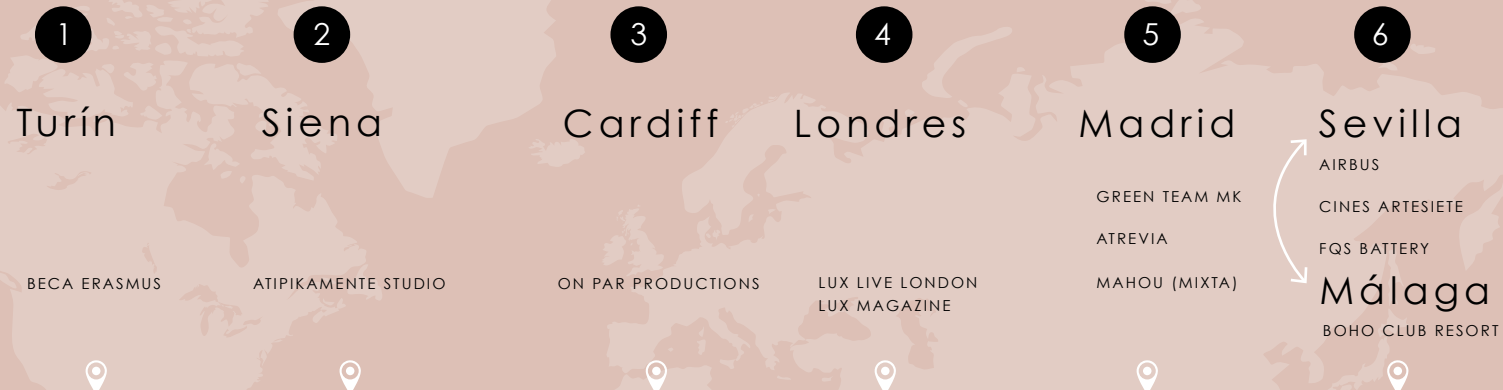 1
Turín
BECA ERASMUS
2
Siena
ATIPIKAMENTE STUDIO
3
Cardiff
ON PAR PRODUCTIONS
4
Londres
LUX LIVE LONDON
LUX MAGAZINE
5
Madrid
GREEN TEAM MK
ATREVIA
MAHOU (MIXTA)
6
Sevilla
AIRBUS
CINES ARTESIETE
FQS BATTERY
Málaga
BOHO CLUB RESORT